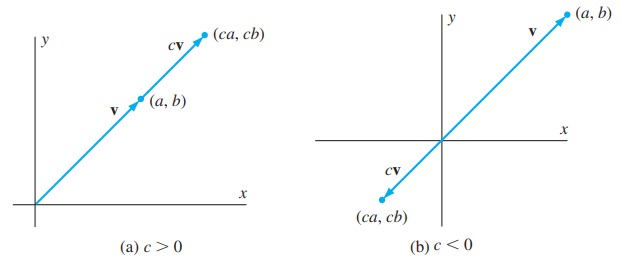 y
cv
(ca, cb)
v
(a, b)
x
(a) c > 0
y
(a, b)
v
x
cv
(ca, cb)
(b) c < 0